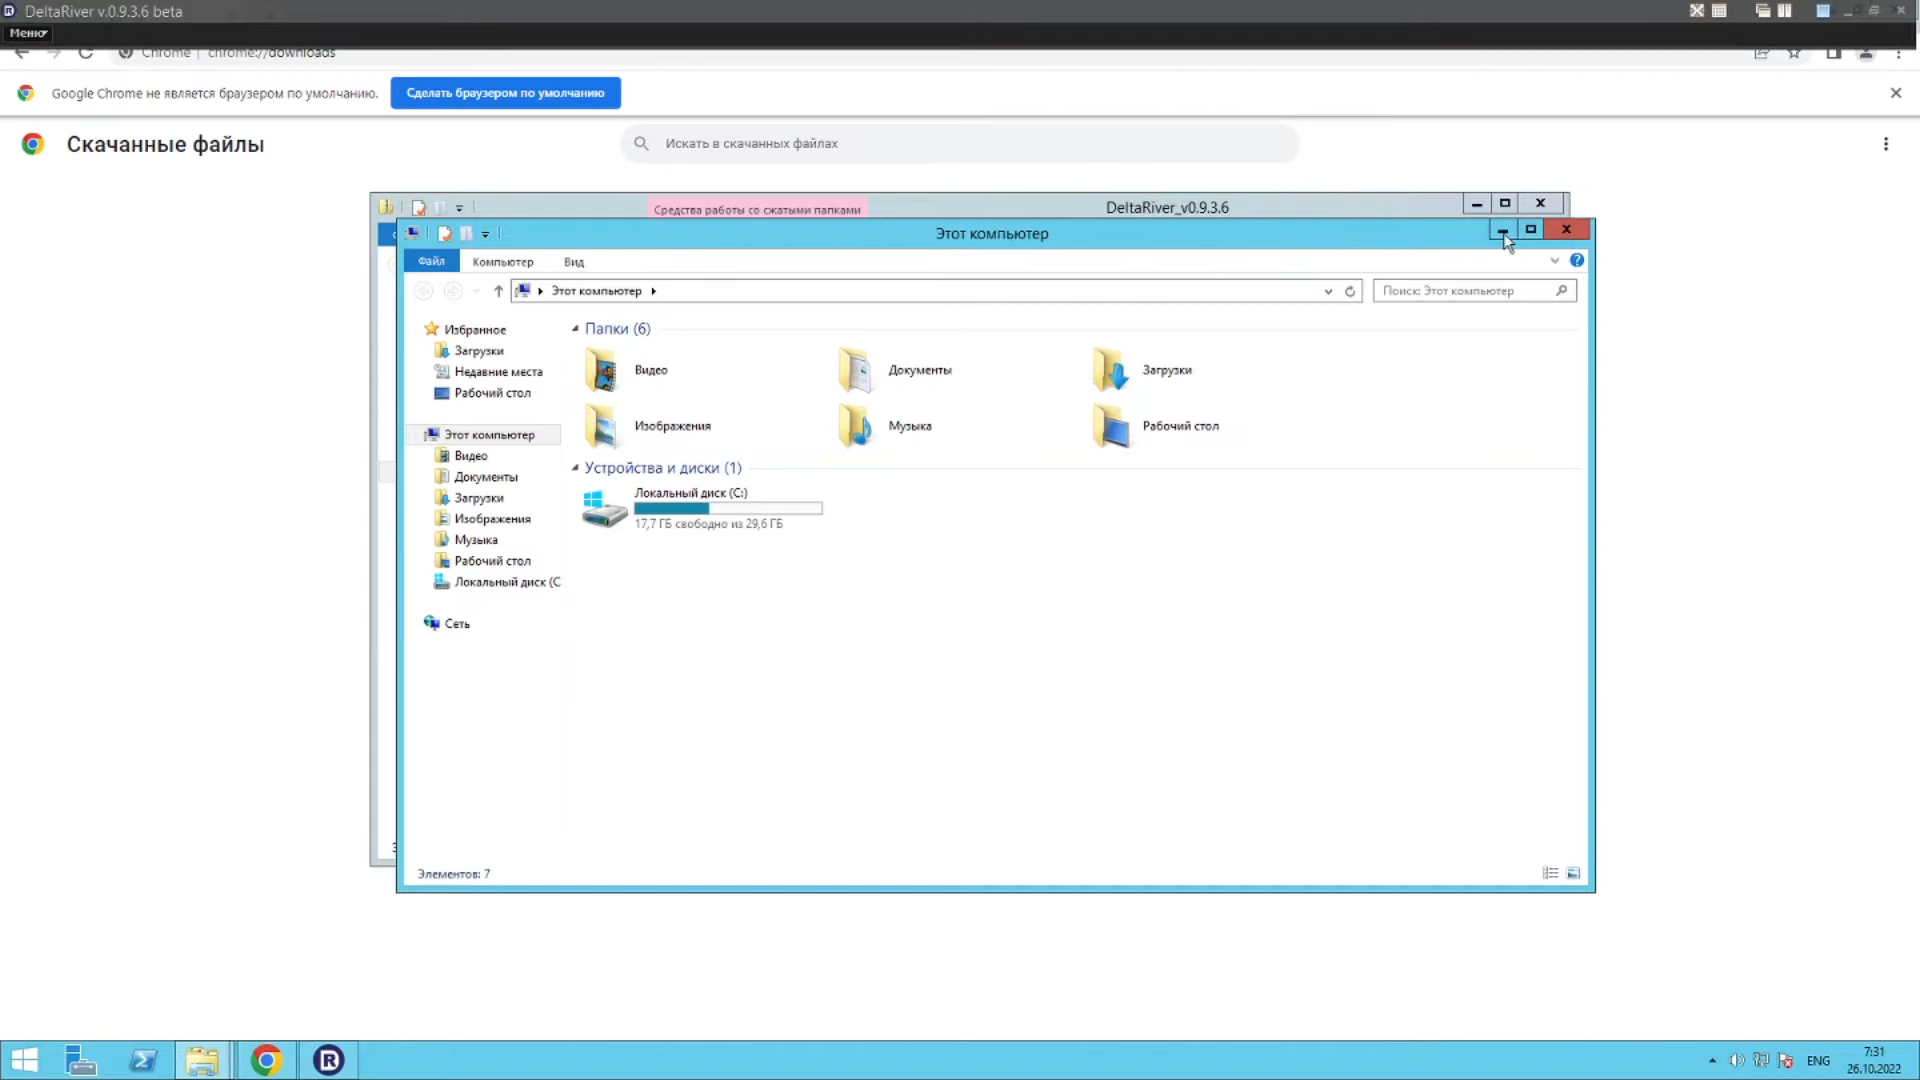 DeltaRiver v.0.9.3.6 beta
Меню
Chrome | chrome://downloads
Google Chrome не является браузером по умолчанию.
Сделать браузером по умолчанию
Скачанные файлы
Искать в скачанных файлах
Средства работы со сжатыми папками
DeltaRiver_v0.9.3.6
Этот компьютер
Файл
Компьютер
Вид
Этот компьютер
Поиск: Этот компьютер
Избранное
Загрузки
Недавние места
Рабочий стол
Этот компьютер
Видео
Документы
Загрузки
Изображения
Музыка
Рабочий стол
Локальный диск (C
Сеть
Папки (6)
Видео
Документы
Загрузки
Изображения
Музыка
Рабочий стол
Устройства и диски (1)
Локальный диск (C:)
17,7 ГБ свободно из 29,6 ГБ
Элементов: 7
ENG
7:31
26.10.2022